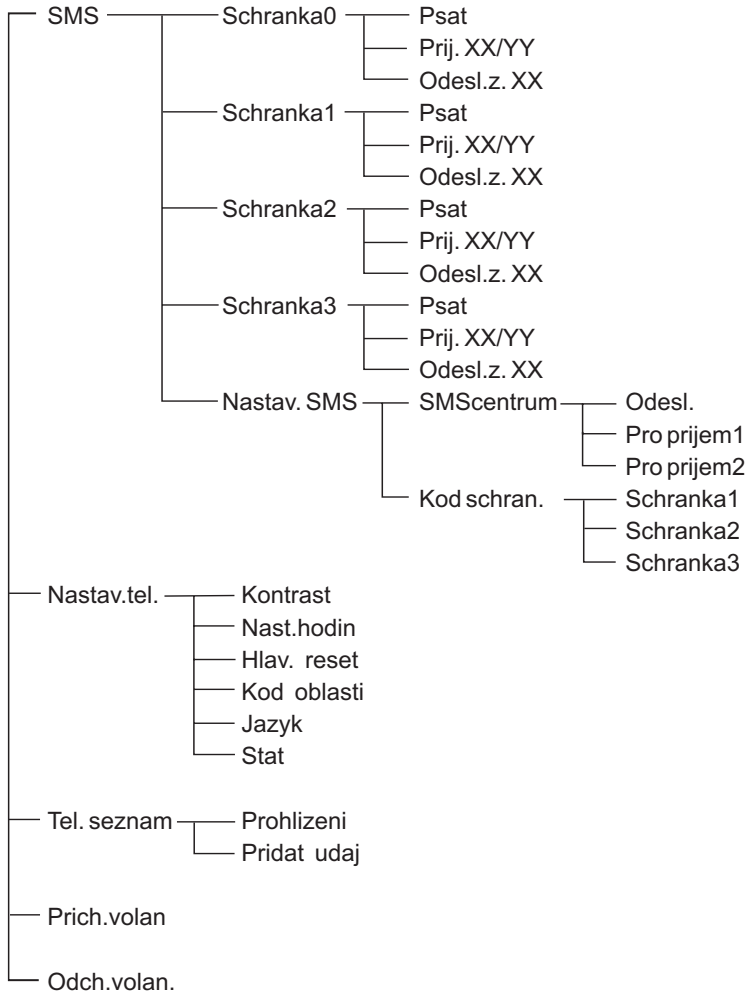 SMS Schranka0 Psat
Prij. XX/YY
Odesl.z. XX
Schranka1 Psat
Prij. XX/YY
Odesl.z. XX
Schranka2 Psat
Prij. XX/YY
Odesl.z. XX
Schranka3 Psat
Prij. XX/YY
Odesl.z. XX
Nastav. SMS SMScentrum Odesl.
Pro prijem1
Pro prijem2
Kod schran. Schranka1
Schranka2
Schranka3
Nastav.tel. Kontrast
Nast.hodin
Hlav. reset
Kod oblasti
Jazyk
Stat
Tel. seznam Prohlizeni
Pridat udaj
Prich.volan
Odch.volan.